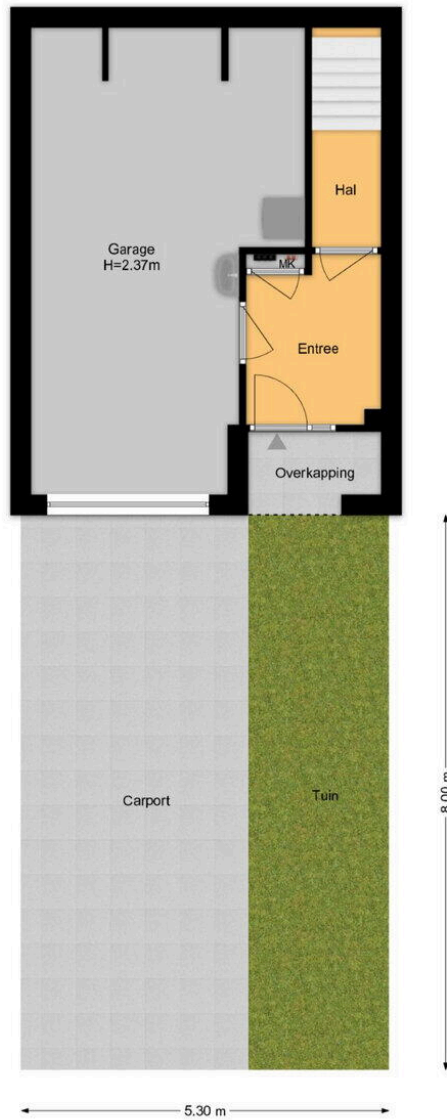 Hal
Garage
H=2.37m
MK
Entree
Overkapping
Carport
Tuin
8.00 m
5.30 m